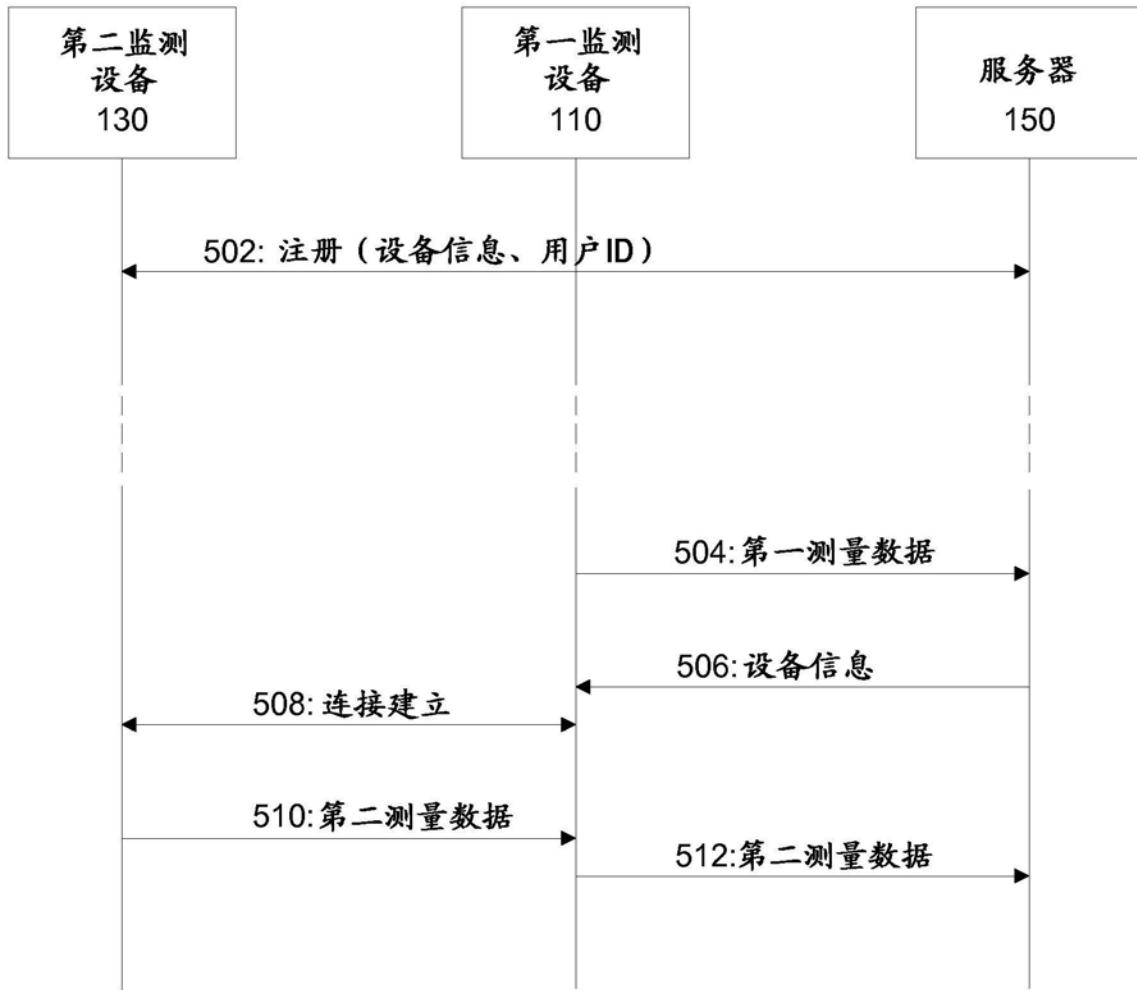 第二监测
设备
130
第一监测
设备
110
服务器
150
502: 注册（设备信息、用户ID）
504:第一测量数据
506:设备信息
508:连接建立
510:第二测量数据
512:第二测量数据